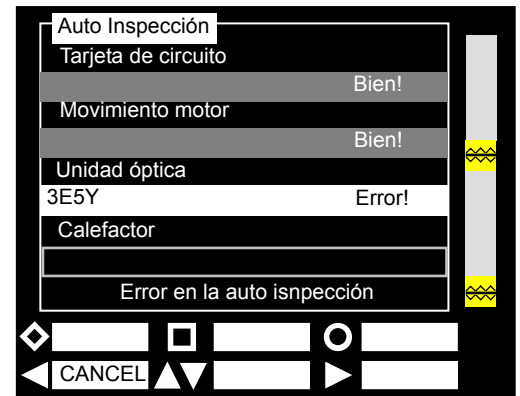 Auto Inspección
Tarjeta de circuito
Bien!
Movimiento motor
Bien!
Unidad óptica
3E5Y Error!
Calefactor
Error en la auto isnpección
CANCEL